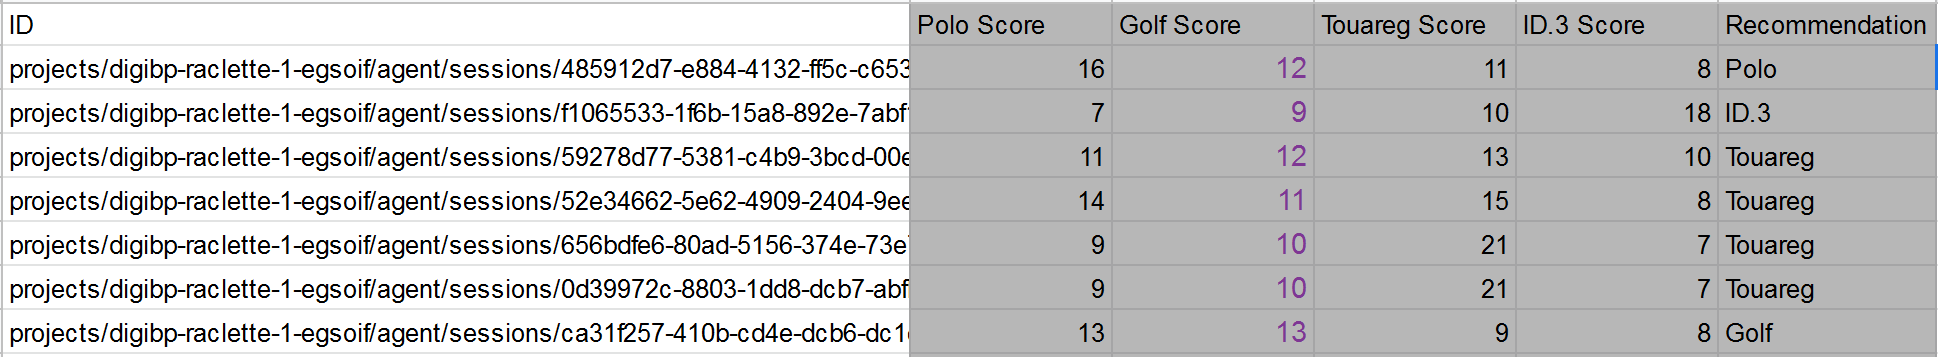 ID Polo Score Golf Score Touareg Score ID.3 Score Recommendation
projects/digibp-raclette-1-egsoif/agent/sessions/485912d7-e884-4132-ff5c-c653 16 12 11 8 Polo
projects/digibp-raclette-1-egsoif/agent/sessions/f1065533-1f6b-15a8-892e-7abf 7 9 10 18 ID.3
projects/digibp-raclette-1-egsoif/agent/sessions/59278d77-5381-c4b9-3bcd-00e 11 12 13 10 Touareg
projects/digibp-raclette-1-egsoif/agent/sessions/52e34662-5e62-4909-2404-9ee 14 11 15 8 Touareg
projects/digibp-raclette-1-egsoif/agent/sessions/656bdfe6-80ad-5156-374e-73e 9 10 21 7 Touareg
projects/digibp-raclette-1-egsoif/agent/sessions/0d39972c-8803-1dd8-dcb7-abf 9 10 21 7 Touareg
projects/digibp-raclette-1-egsoif/agent/sessions/ca31f257-410b-cd4e-dcb6-dc1 13 13 9 8 Golf